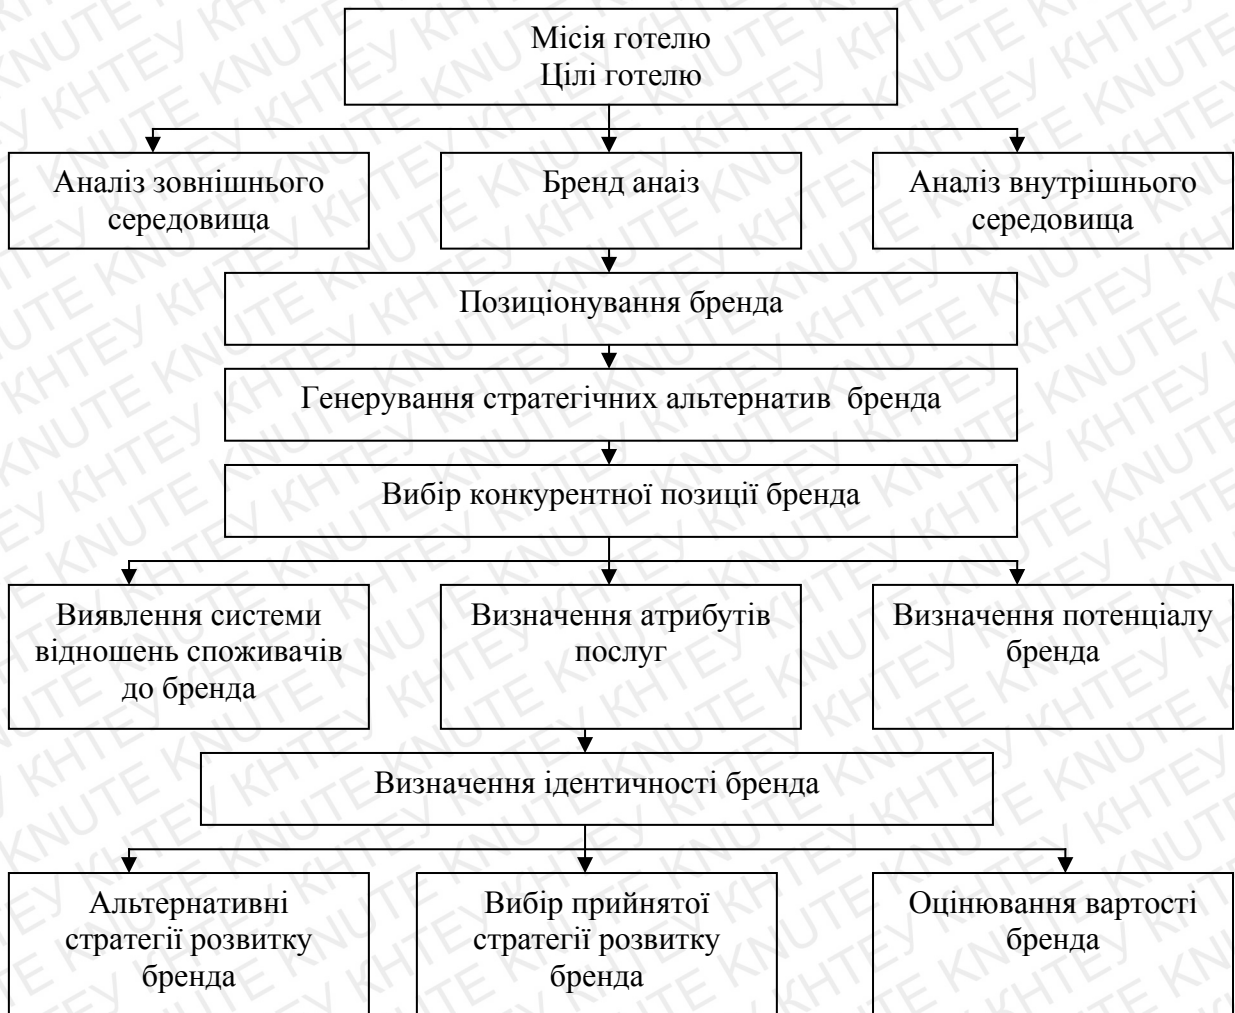 Місія готелю
Цілі готелю
Аналіз зовнішнього
середовища
Бренд анаіз
Аналіз внутрішнього
середовища
Позиціонування бренда
Генерування стратегічних альтернатив бренда
Вибір конкурентної позиції бренда
Виявлення системи
відношень споживачів
до бренда
Визначення атрибутів
послуг
Визначення потенціалу
бренда
Визначення ідентичності бренда
Альтернативні
стратегії розвитку
бренда
Вибір прийнятої
стратегії розвитку
бренда
Оцінювання вартості
бренда